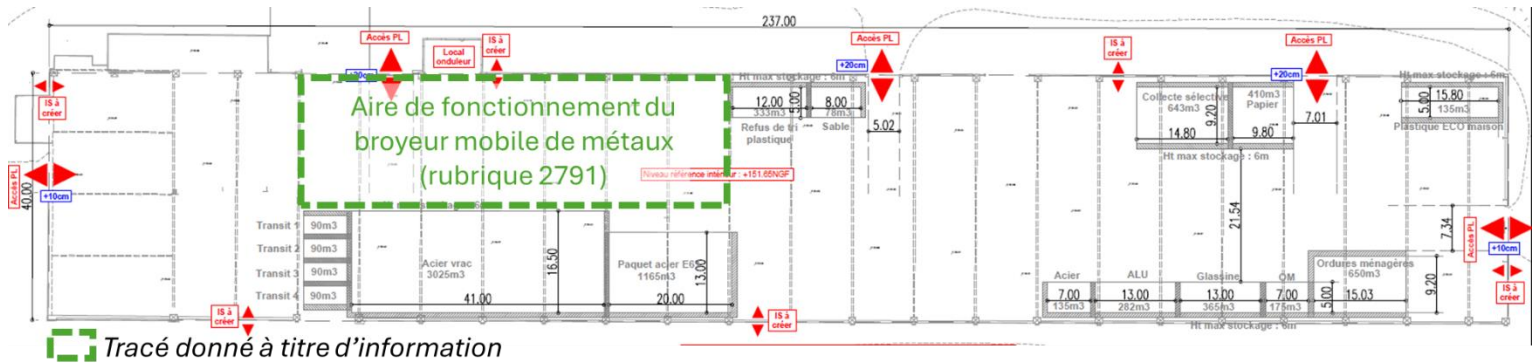 237.00
Accès PL
Local
onduleur
IS à
créer
Accès PL
+20cm
IS à
créer
Accès PL
+20cm
+20cm
IS à
créer
Accès PL
+10cm
40.00
Aire de fonctionnement du
broyeur mobile de métaux
(rubrique 2791)
Ht max stockage : 6m
12.00
333m3
5.00
8.00
78m3
Refus de tri
plastique
Sable
5.02
Niveau référence intérieur : +151.65NGF
Collecte sélective
643m3
9.20
14.80
410m3
Papier
9.80
Ht max stockage : 6m
7.01
Ht max stockage : 6m
5.00
15.80
135m3
Plastique ECO maison
Transit 1
90m3
Transit 2
90m3
Transit 3
90m3
Transit 4
90m3
Acier vrac
3025m3
16.50
41.00
Paquet acier E6
1165m3
13.00
20.00
21.54
7.34
Accès PL
+10cm
IS à
créer
Acier
7.00
135m3
ALU
13.00
282m3
Glassine
13.00
365m3
OM
7.00
175m3
5.00
Ordures ménagères
650m3
15.03
9.20
Ht max stockage : 6m
IS à
créer
IS à
créer
Tracé donné à titre d'information